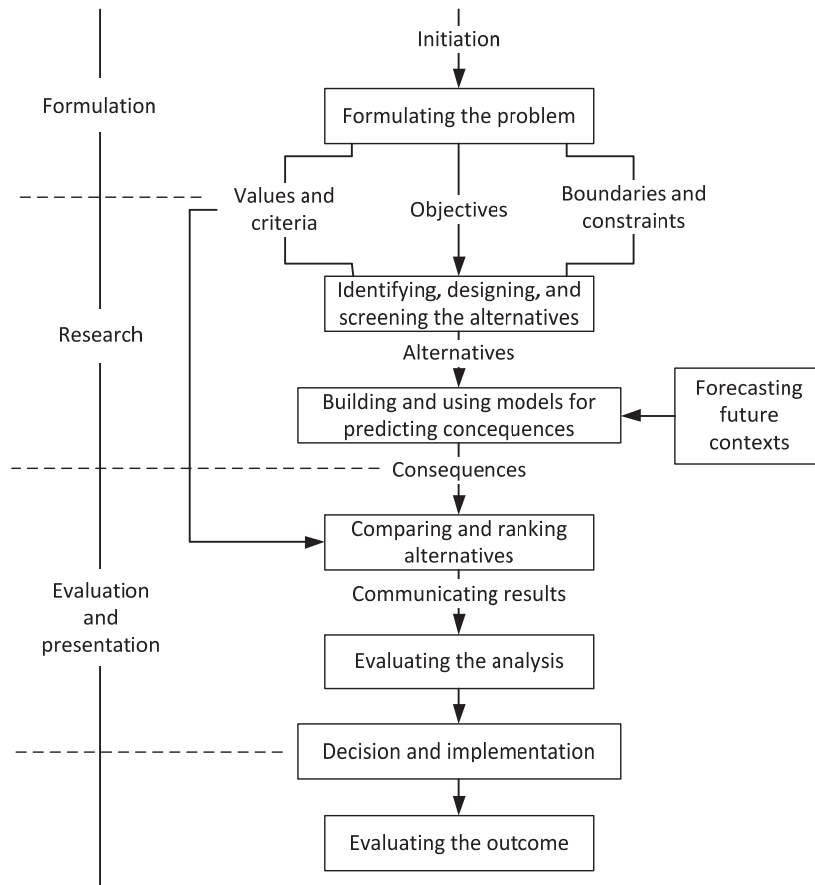 Initiation
Formulation
Formulating the problem
Values and
criteria
Objectives
Boundaries and
constraints
Identifying, designing, and
screening the alternatives
Research
Alternatives
Building and using models for
predicting concequences
Forecasting
future
contexts
Consequences
Comparing and ranking
alternatives
Evaluation
and
presentation
Communicating results
Evaluating the analysis
Decision and implementation
Evaluating the outcome